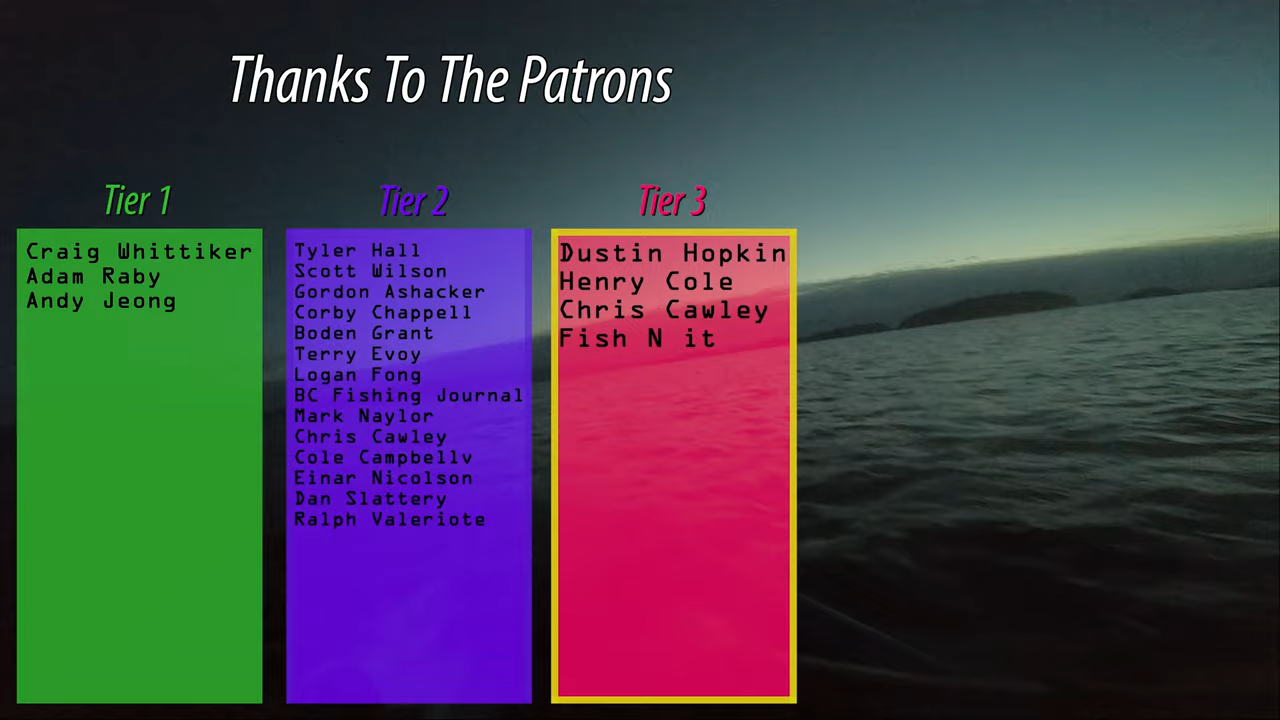 Thanks To The Patrons
Tier 1
Craig Whittiker
Adam Raby
Andy Jeong
Tier 2
Tyler Hall
Scott Wilson
Gordon Ashacker
Corby Chappell
Boden Grant
Terry Evoy
Logan Fong
BC Fishing Journal
Mark Naylor
Chris Cawley
Cole Campbellv
Einar Nicolson
Dan Slattery
Ralph Valeriote
Tier 3
Dustin Hopkin
Henry Cole
Chris Cawley
Fish N it